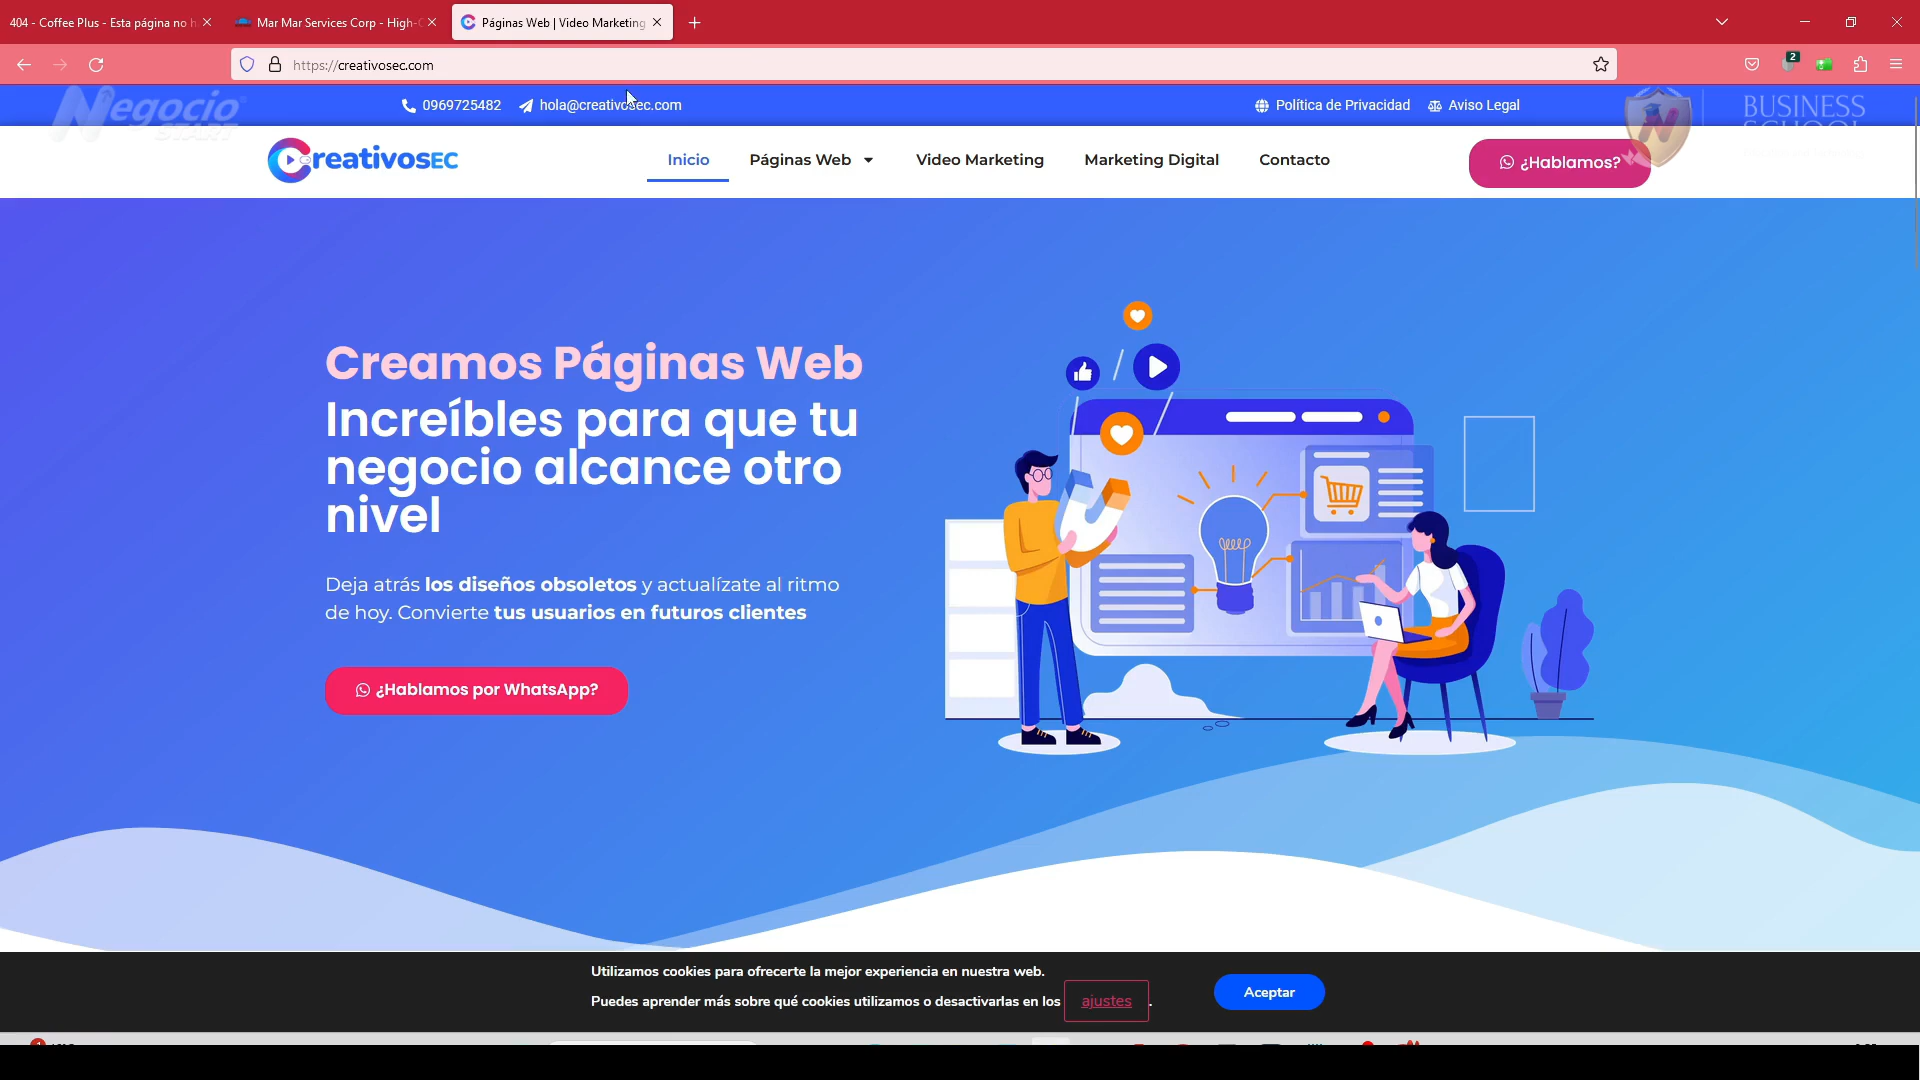 404 - Coffee Plus - Esta página no h
Mar Mar Services Corp - High-
Páginas Web | Video Marketing
https://creativosec.com
2
Negocio
START
0969725482
hola@creativosec.com
Política de Privacidad
Aviso Legal
BUSINESS
CreativosEC
Inicio
Páginas Web
Video Marketing
Marketing Digital
Contacto
¿Hablamos?
Creamos Páginas Web
Increíbles para que tu
negocio alcance otro
nivel
Deja atrás los diseños obsoletos y actualízate al ritmo
de hoy. Convierte tus usuarios en futuros clientes
¿Hablamos por WhatsApp?
Utilizamos cookies para ofrecerte la mejor experiencia en nuestra web.
Puedes aprender más sobre qué cookies utilizamos o desactivarlas en los ajustes.
Aceptar